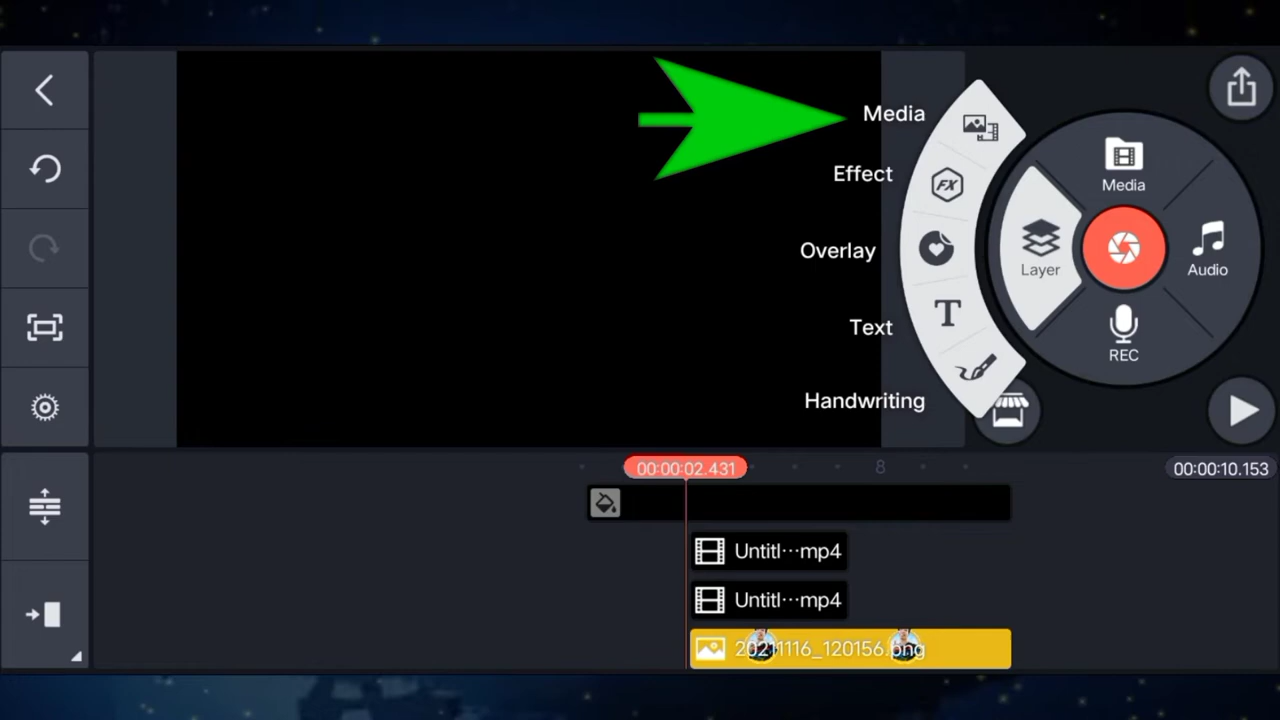 Media
Effect
Overlay
Text
Handwriting
FX
T
Media
Layer
Audio
REC
00:00:02.431
8
00:00:10.153
Untitl···mp4
Untitl···mp4
20211116_120156.png